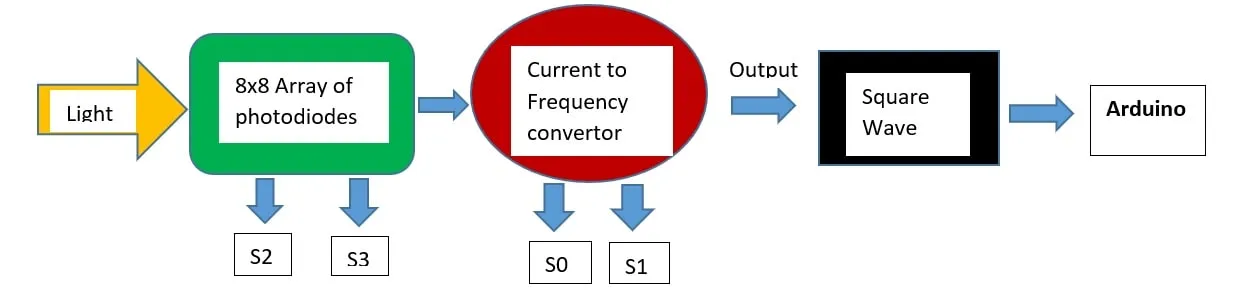 Light
8x8 Array of
photodiodes
Current to
Frequency
convertor
Output
Square
Wave
Arduino
S2
S3
S0
S1